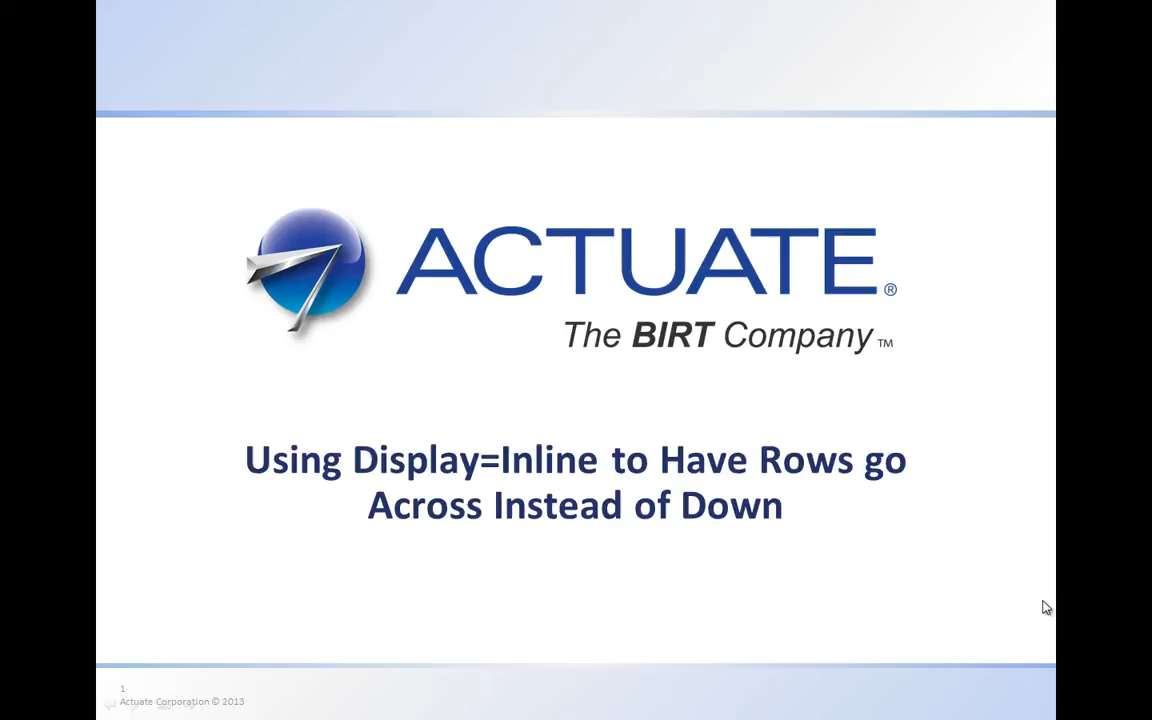 ACTUATE®
The BIRT Company™
Using Display=Inline to Have Rows go
Across Instead of Down
1
Actuate Corporation © 2013